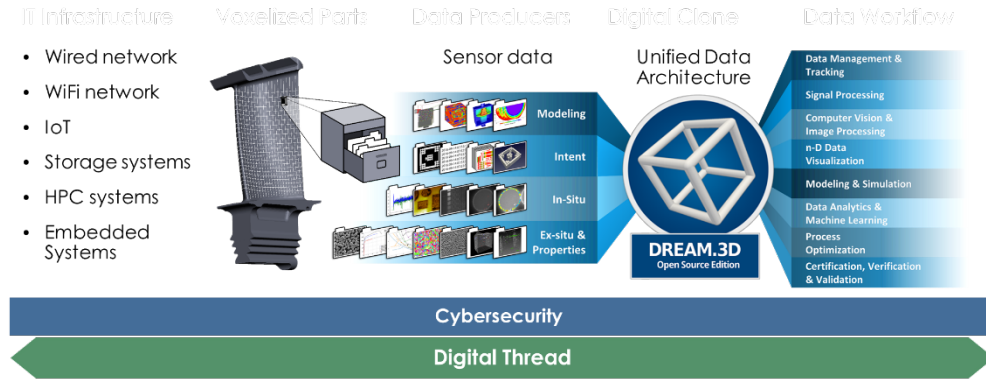 IT Infrastructure
Voxelized Parts
Data Producers
Digital Clone
Data Workflow
• Wired network
• WiFi network
• IoT
• Storage systems
• HPC systems
• Embedded
Systems
Sensor data
Modeling
Intent
In-Situ
Ex-situ &
Properties
Unified Data
Architecture
DREAM.3D
Open Source Edition
Data Management &
Tracking
Signal Processing
Computer Vision &
Image Processing
n-D Data
Visualization
Modeling & Simulation
Data Analytics &
Machine Learning
Process
Optimization
Certification, Verification
& Validation
Cybersecurity
Digital Thread